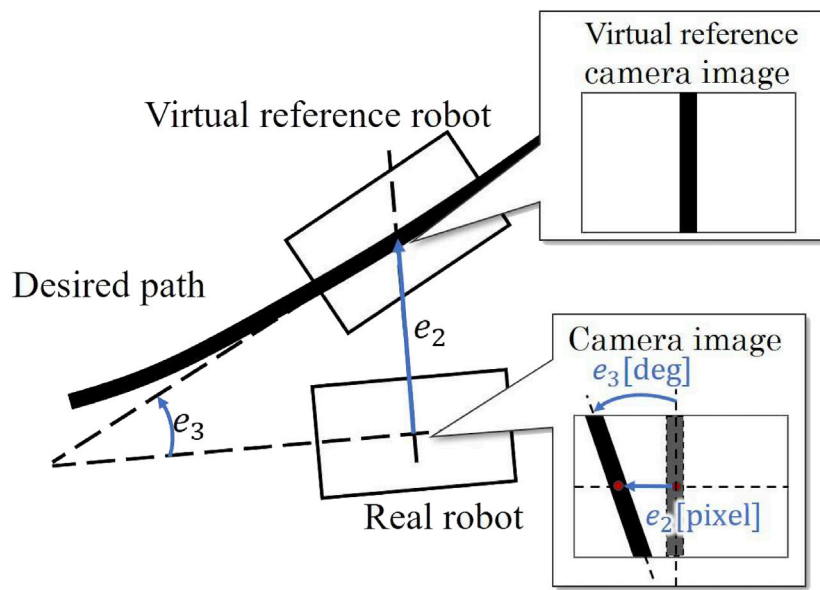 Virtual reference
camera image
Virtual reference robot
Desired path
e₂
Camera image
e₃[deg]
e₃
e₂[pixel]
Real robot